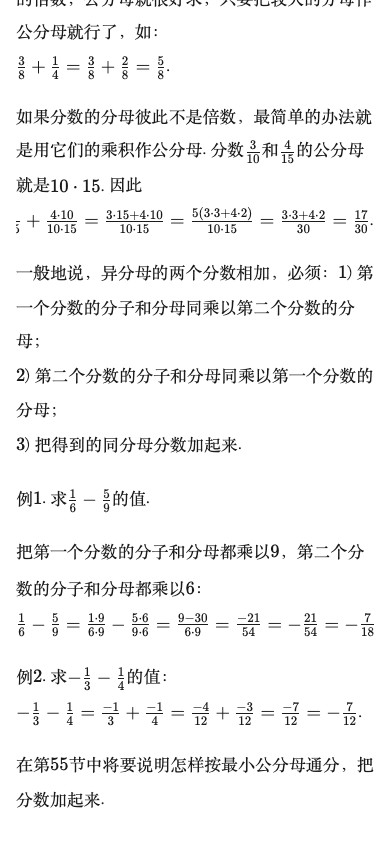 的倍数，公分母就很好求，只要把较大的分母作
公分母就行了，如：
3/8 + 1/4 = 3/8 + 2/8 = 5/8.
如果分数的分母彼此不是倍数，最简单的办法就
是用它们的乘积作公分母. 分数3/10和4/15的公分母
就是10 · 15. 因此
+ 4·10/10·15 = 3·15+4·10/10·15 = 5(3·3+4·2)/10·15 = 3·3+4·2/30 = 17/30.
一般地说，异分母的两个分数相加，必须：1) 第
一个分数的分子和分母同乘以第二个分数的分
母；
2) 第二个分数的分子和分母同乘以第一个分数的
分母；
3) 把得到的同分母分数加起来.
例1. 求1/6 − 5/9的值.
把第一个分数的分子和分母都乘以9，第二个分
数的分子和分母都乘以6：
1/6 − 5/9 = 1·9/6·9 − 5·6/9·6 = 9−30/6·9 = −21/54 = −21/54 = −7/18
例2. 求−1/3 − 1/4的值：
−1/3 − 1/4 = −1/3 + −1/4 = −4/12 + −3/12 = −7/12 = −7/12.
在第55节中将要说明怎样按最小公分母通分，把
分数加起来.